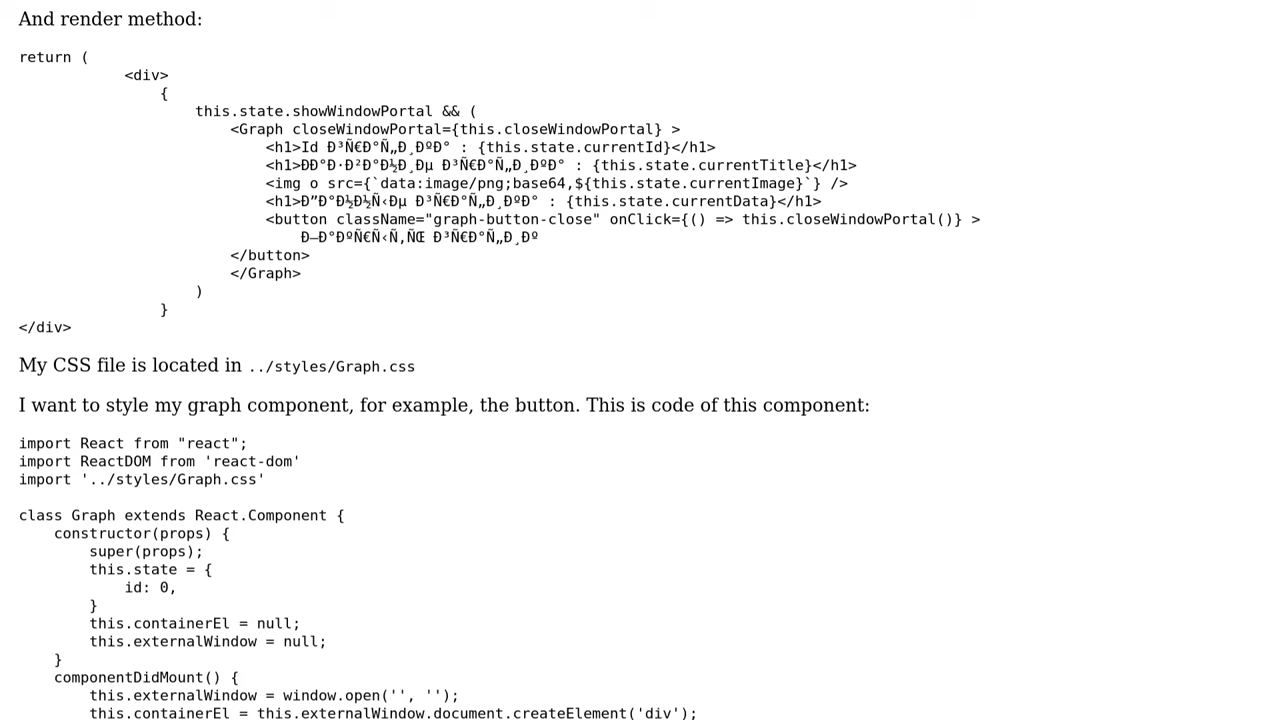 And render method:
return (
            <div>
                {
                    this.state.showWindowPortal && (
                        <Graph closeWindowPortal={this.closeWindowPortal} >
                            <h1>Id Ð³Ñ€Ð°Ñ„Ð¸ÐºÐ° : {this.state.currentId}</h1>
                            <h1>ÐÐ°Ð·Ð²Ð°Ð½Ð¸Ðµ Ð³Ñ€Ð°Ñ„Ð¸ÐºÐ° : {this.state.currentTitle}</h1>
                            <img o src={`data:image/png;base64,${this.state.currentImage}`} />
                            <h1>Ð”Ð°Ð½Ð½Ñ‹Ðµ Ð³Ñ€Ð°Ñ„Ð¸ÐºÐ° : {this.state.currentData}</h1>
                            <button className="graph-button-close" onClick={() => this.closeWindowPortal()} >
                                Ð—Ð°ÐºÑ€Ñ‹Ñ‚ÑŒ Ð³Ñ€Ð°Ñ„Ð¸Ðº
                        </button>
                        </Graph>
                    )
                }
</div>
My CSS file is located in ../styles/Graph.css
I want to style my graph component, for example, the button. This is code of this component:
import React from "react";
import ReactDOM from 'react-dom'
import '../styles/Graph.css'
class Graph extends React.Component {
    constructor(props) {
        super(props);
        this.state = {
            id: 0,
        }
        this.containerEl = null;
        this.externalWindow = null;
    }
    componentDidMount() {
        this.externalWindow = window.open('', '');
        this.containerEl = this.externalWindow.document.createElement('div');